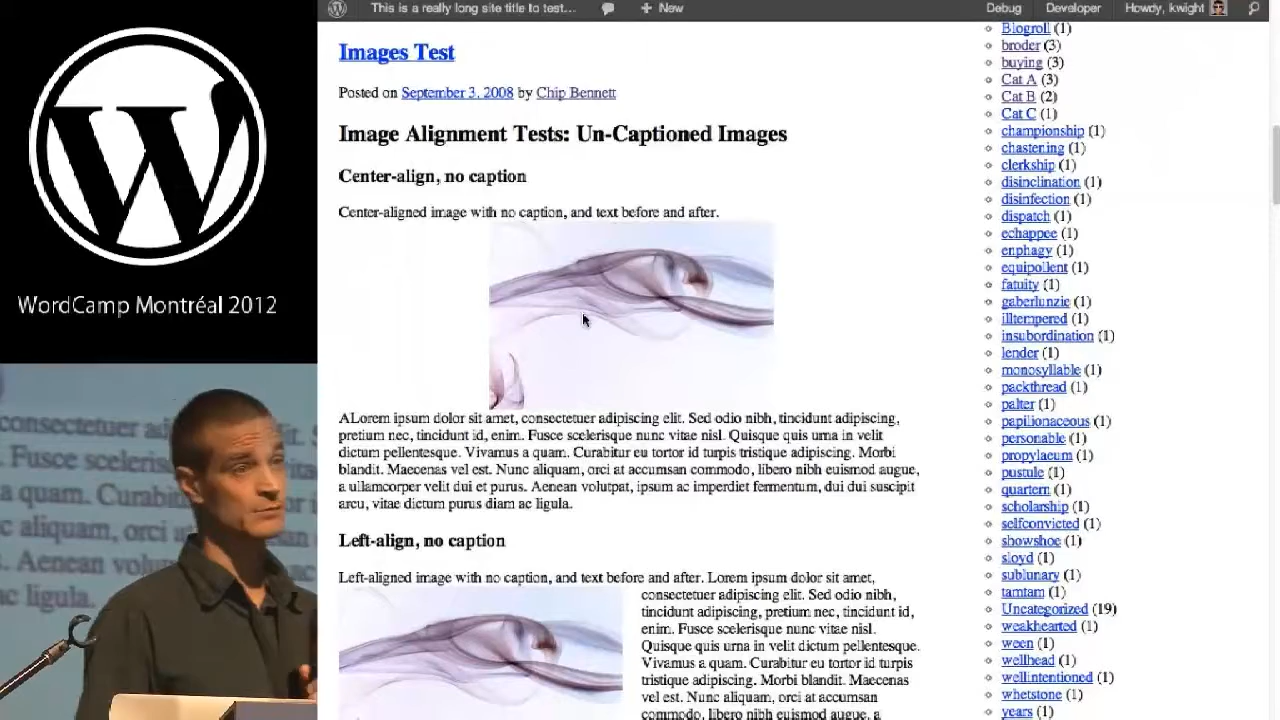 This is a really long site title to test...
New
Debug
Developer
Howdy, kwight
WordCamp Montréal 2012
Images Test
Posted on September 3, 2008 by Chip Bennett
Image Alignment Tests: Un-Captioned Images
Center-align, no caption
Center-aligned image with no caption, and text before and after.
ALorem ipsum dolor sit amet, consectetuer adipiscing elit. Sed odio nibh, tincidunt adipiscing,
pretium nec, tincidunt id, enim. Fusce scelerisque nunc vitae nisl. Quisque quis urna in velit
dictum pellentesque. Vivamus a quam. Curabitur eu tortor id turpis tristique adipiscing. Morbi
blandit. Maecenas vel est. Nunc aliquam, orci at accumsan commodo, libero nibh euismod augue,
a ullamcorper velit dui et purus. Aenean volutpat, ipsum ac imperdiet fermentum, dui dui suscipit
arcu, vitae dictum purus diam ac ligula.
Left-align, no caption
Left-aligned image with no caption, and text before and after. Lorem ipsum dolor sit amet,
consectetuer adipiscing elit. Sed odio nibh,
tincidunt adipiscing, pretium nec, tincidunt id,
enim. Fusce scelerisque nunc vitae nisl.
Quisque quis urna in velit dictum pellentesque.
Vivamus a quam. Curabitur eu tortor id turpis
tristique adipiscing. Morbi blandit. Maecenas
vel est. Nunc aliquam, orci at accumsan
commodo, libero nibh euismod augue, a
Blogroll (1)
broder (3)
buying (3)
Cat A (3)
Cat B (2)
Cat C (1)
championship (1)
chastening (1)
clerkship (1)
disinclination (1)
disinfection (1)
dispatch (1)
echappee (1)
enphagy (1)
equipollent (1)
fatuity (1)
gaberlunzie (1)
illtempered (1)
insubordination (1)
lender (1)
monosyllable (1)
packthread (1)
palter (1)
papilionaceous (1)
personable (1)
propylaeum (1)
pustule (1)
quartern (1)
scholarship (1)
selfconvicted (1)
showshoe (1)
sloyd (1)
sublunary (1)
tamtam (1)
Uncategorized (19)
weakhearted (1)
ween (1)
wellhead (1)
wellintentioned (1)
whetstone (1)
years (1)
consectetuer ad
Fusce sceleris
a quam. Curabit
c aliquam, orci a
. Aenean volu
ac ligula.